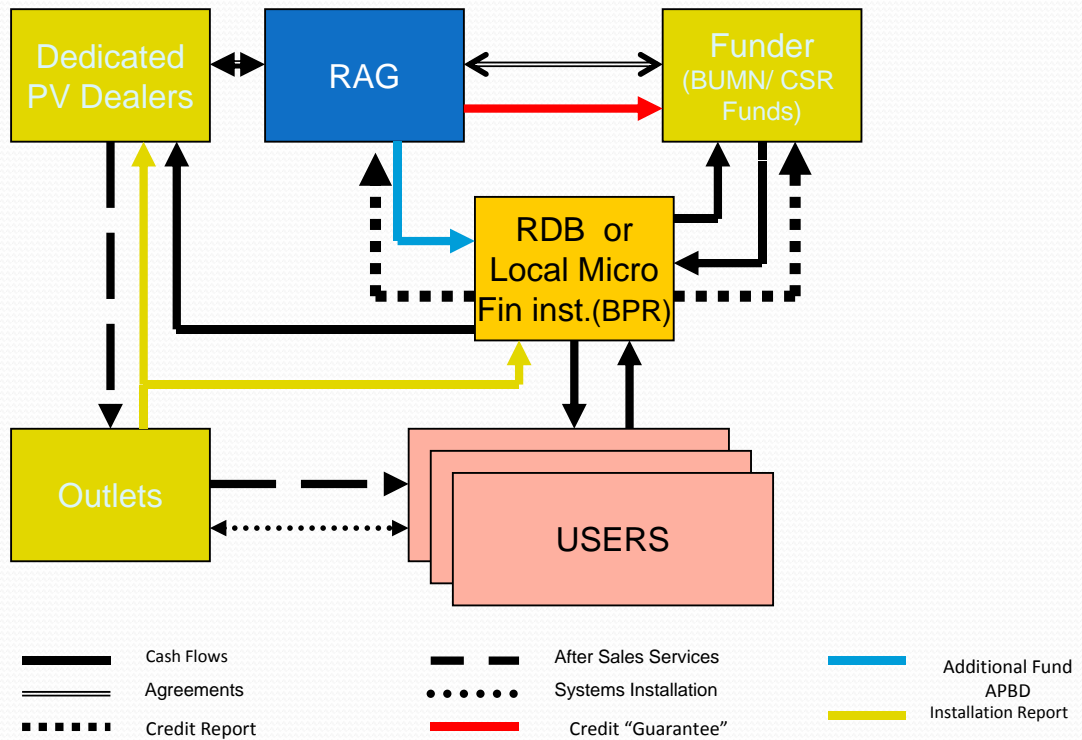 Dedicated
PV Dealers
RAG
Funder
(BUMN/ CSR
Funds)
RDB or
Local Micro
Fin inst.(BPR)
Outlets
USERS
Cash Flows
After Sales Services
Additional Fund
APBD
Agreements
Systems Installation
Installation Report
Credit Report
Credit “Guarantee”